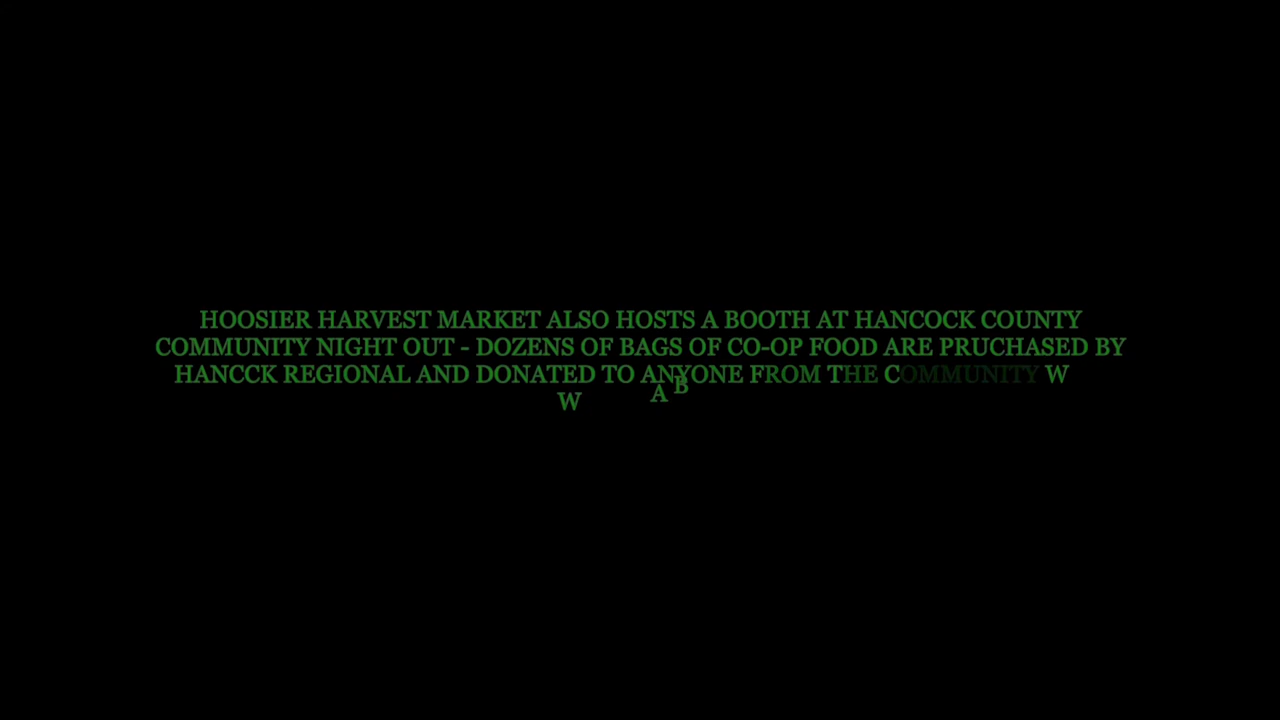 HOOSIER HARVEST MARKET ALSO HOSTS A BOOTH AT HANCOCK COUNTY
COMMUNITY NIGHT OUT - DOZENS OF BAGS OF CO-OP FOOD ARE PRUCHASED BY
HANCCK REGIONAL AND DONATED TO ANYONE FROM THE COMMUNITY W
W A B